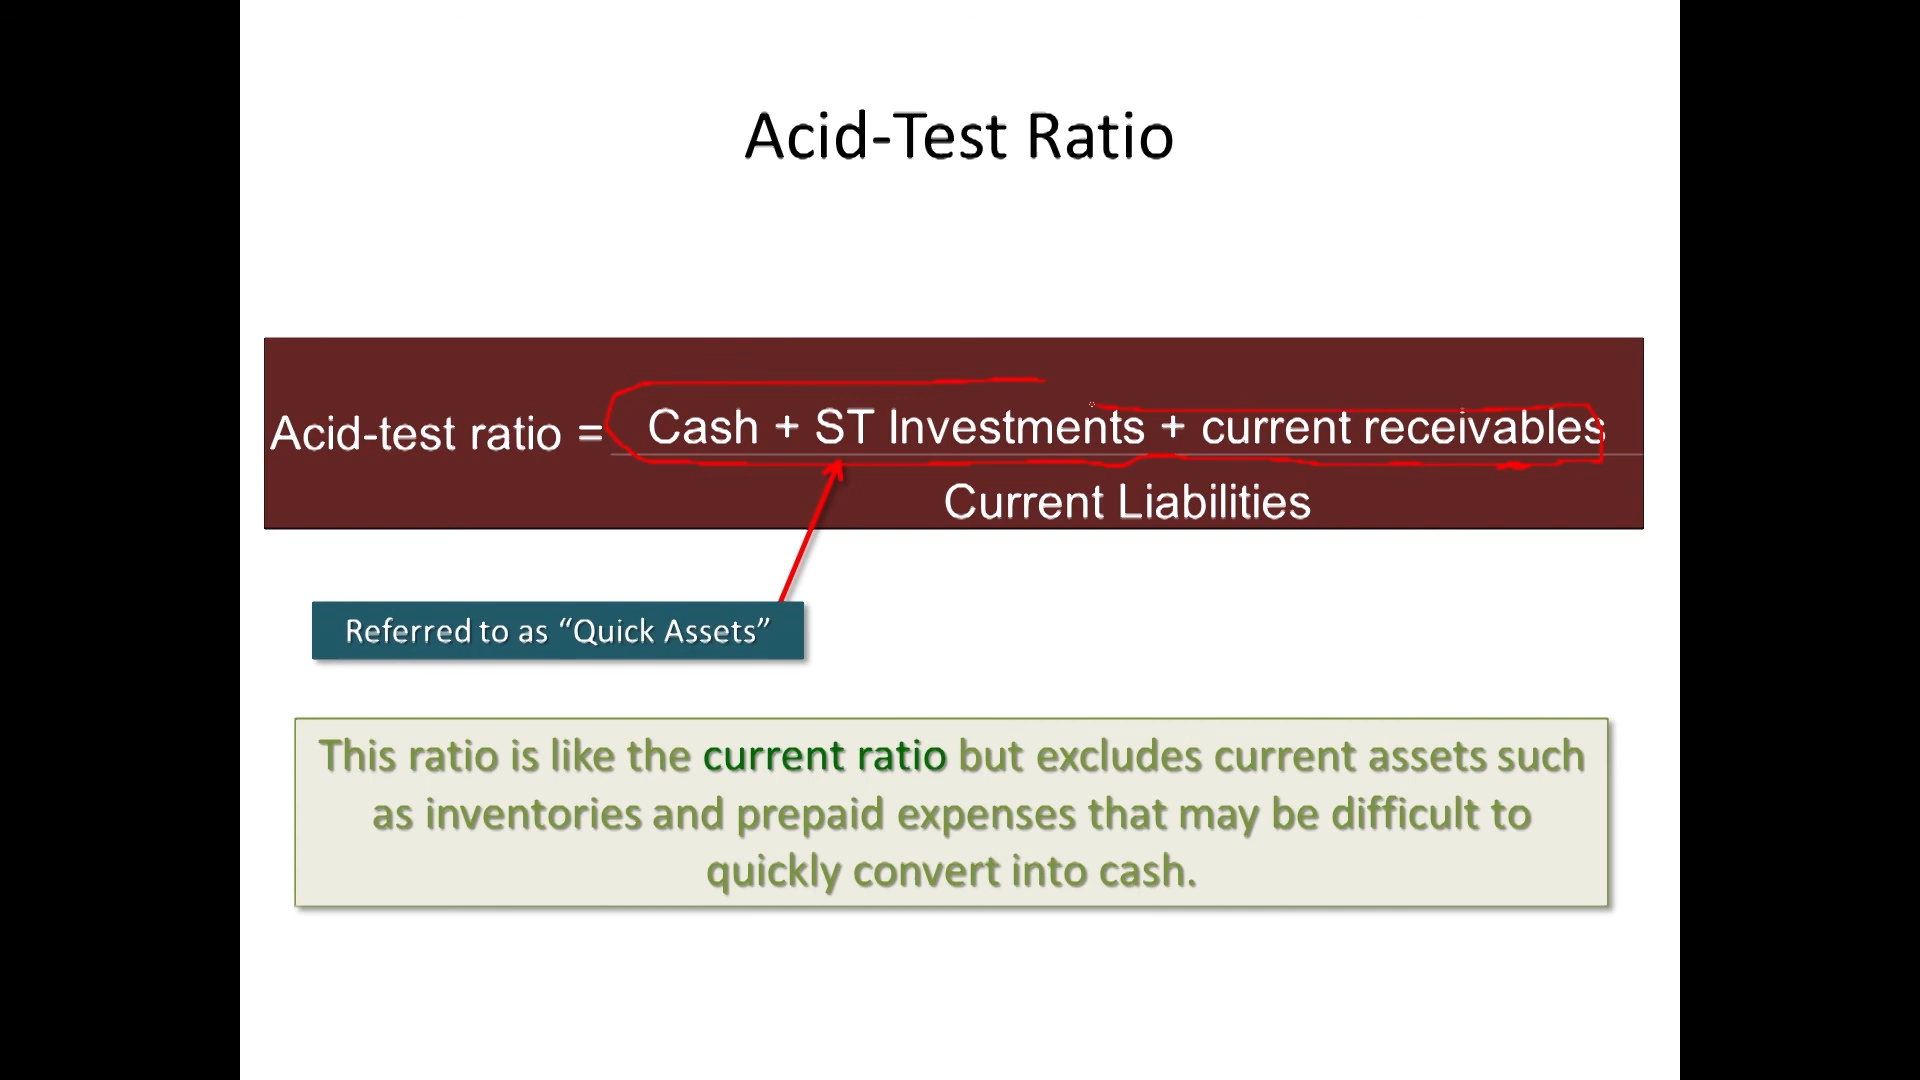 Acid-Test Ratio
Acid-test ratio = Cash + ST Investments + current receivables
Current Liabilities
Referred to as “Quick Assets”
This ratio is like the current ratio but excludes current assets such
as inventories and prepaid expenses that may be difficult to
quickly convert into cash.